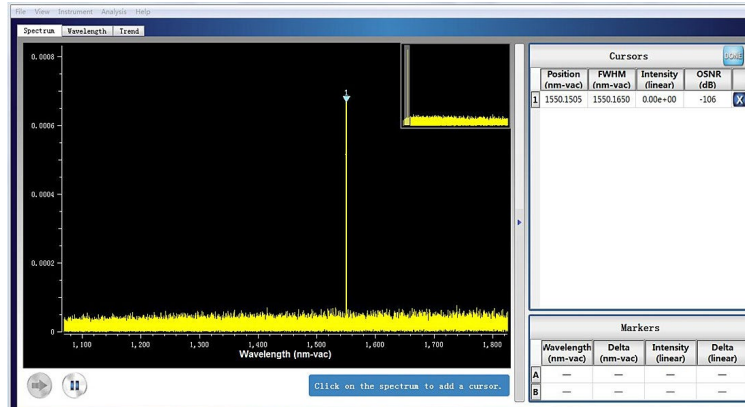 File View Instrument Analysis Help
Spectrum Wavelength Trend
0.0008
0.0006
0.0004
0.0002
0
1,100 1,200 1,300 1,400 1,500 1,600 1,700 1,800
Wavelength (nm-vac)
Click on the spectrum to add a cursor.
Cursors DONE
Position (nm-vac) FWHM (nm-vac) Intensity (linear) OSNR (dB)
1 1550.1505 1550.1650 0.00e+00 -106 X
Markers
Wavelength (nm-vac) Delta (nm-vac) Intensity (linear) Delta (linear)
A — — — —
B — — — —